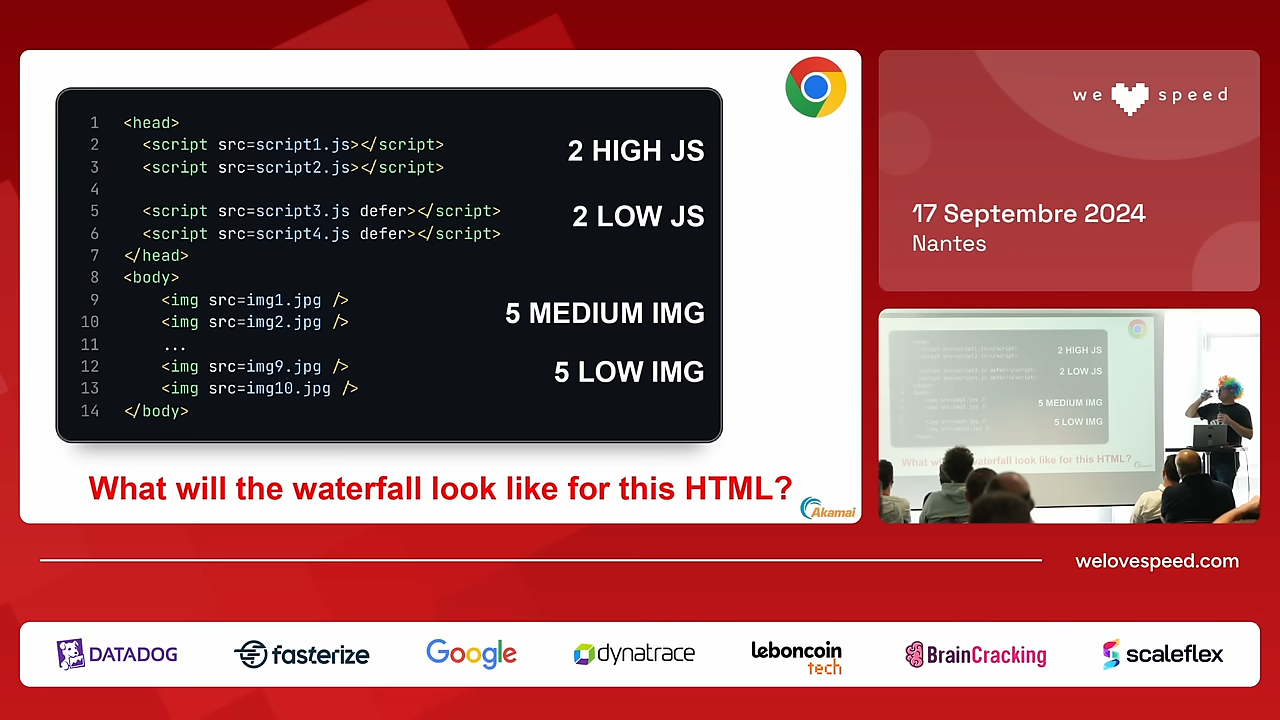 1 <head>
2 <script src=script1.js></script>
3 <script src=script2.js></script>
4
5 <script src=script3.js defer></script>
6 <script src=script4.js defer></script>
7 </head>
8 <body>
9 <img src=img1.jpg />
10 <img src=img2.jpg />
11 ...
12 <img src=img9.jpg />
13 <img src=img10.jpg />
14 </body>
2 HIGH JS
2 LOW JS
5 MEDIUM IMG
5 LOW IMG
What will the waterfall look like for this HTML?
Akamai
we speed
17 Septembre 2024
Nantes
2 HIGH JS
2 LOW JS
5 MEDIUM IMG
5 LOW IMG
waterfall look like for this HTML?
welovespeed.com
DATADOG
fasterize
Google
dynatrace
leboncoin
tech
BrainCracking
scaleflex